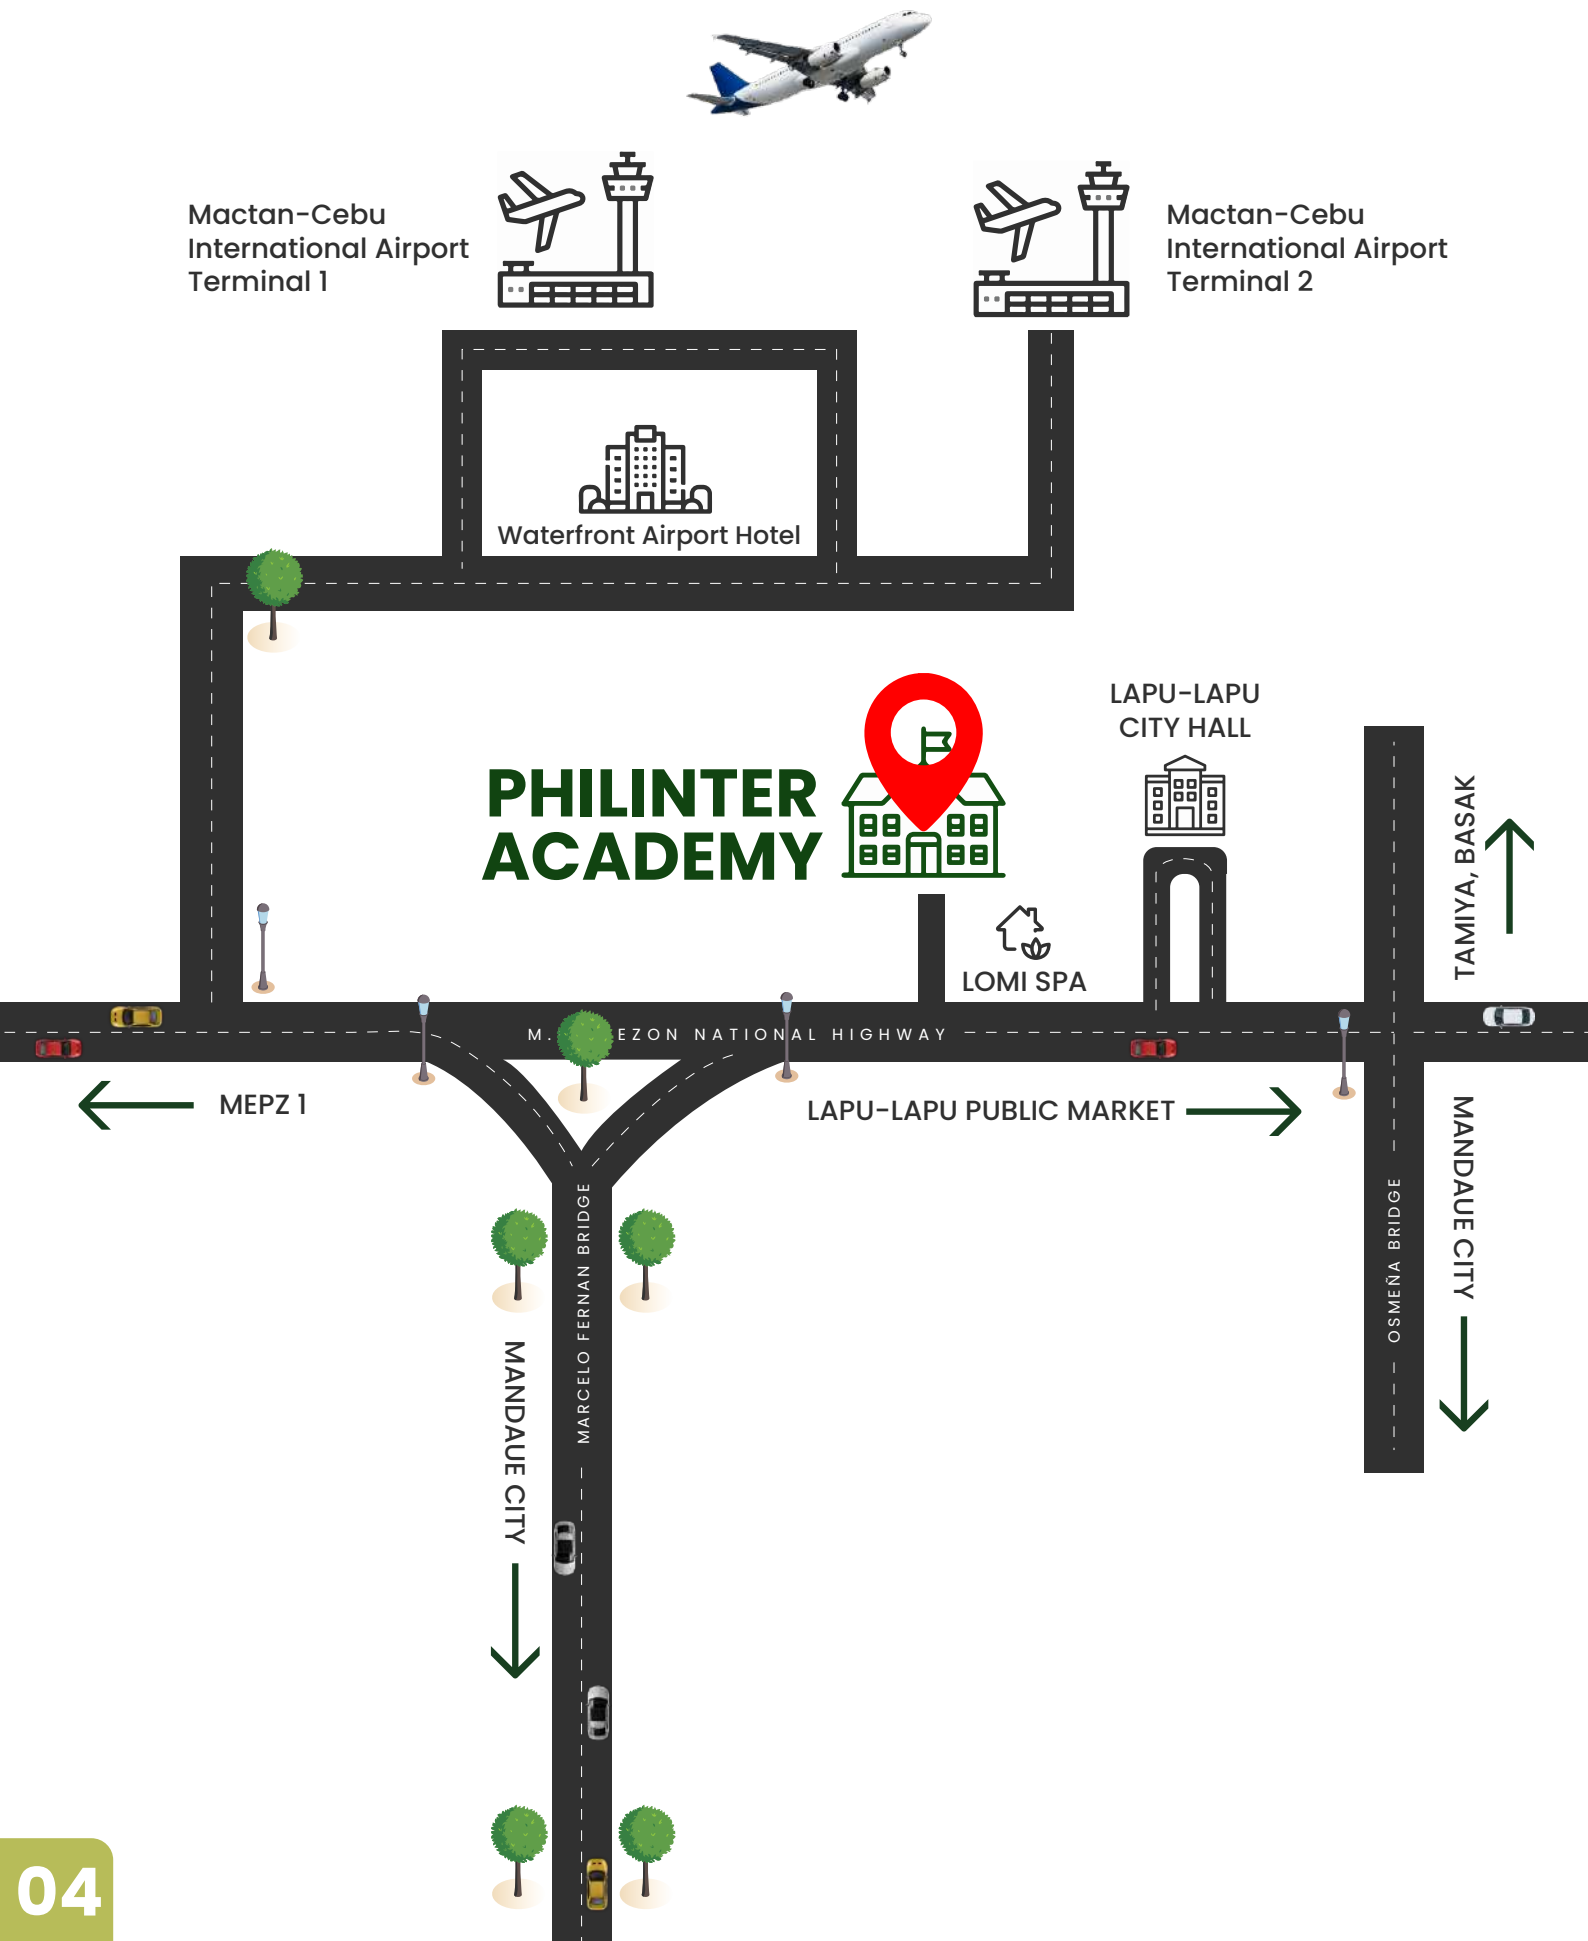 Mactan-Cebu
International Airport
Terminal 1
Mactan-Cebu
International Airport
Terminal 2
Waterfront Airport Hotel
LAPU-LAPU
CITY HALL
PHILINTER
ACADEMY
TAMIYA, BASAK
LOMI SPA
M. EZON NATIONAL HIGHWAY
MEPZ 1
LAPU-LAPU PUBLIC MARKET
MANDAUE CITY
OSMEÑA BRIDGE
MARCELO FERNAN BRIDGE
MANDAUE CITY
04